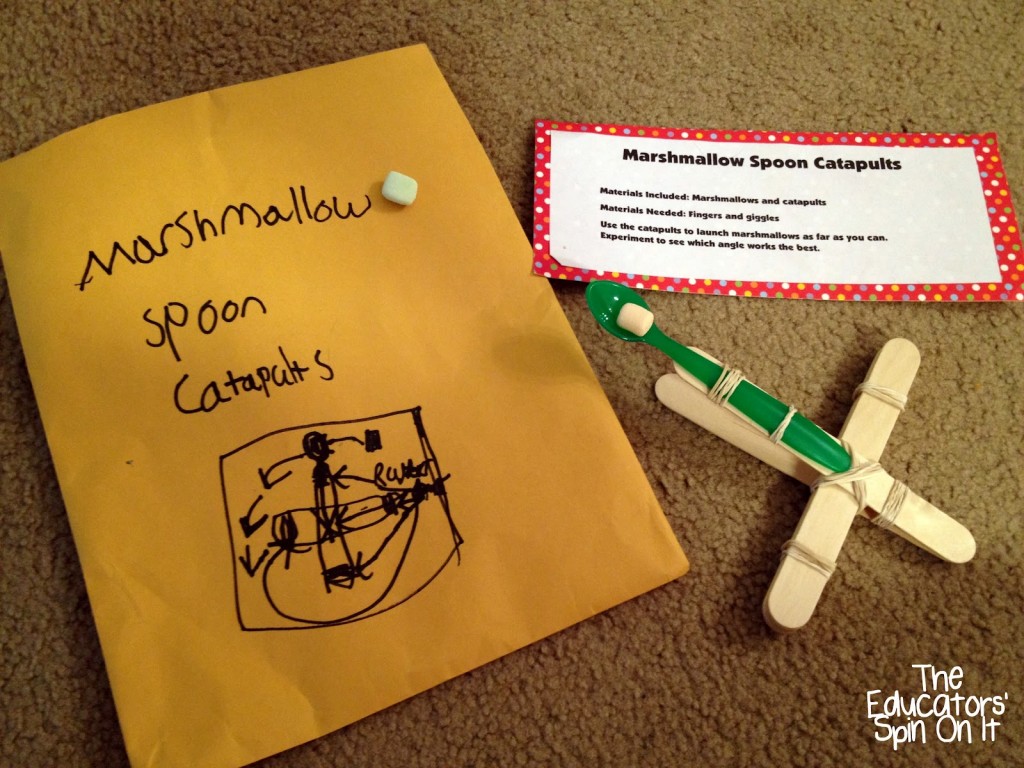 Marshmallow
Spoon
Catapults
Marshmallow Spoon Catapults
Materials Included: Marshmallows and catapults
Materials Needed: Fingers and giggles
Use the catapults to launch marshmallows as far as you can.
Experiment to see which angle works the best.
The
Educators'
Spin On It